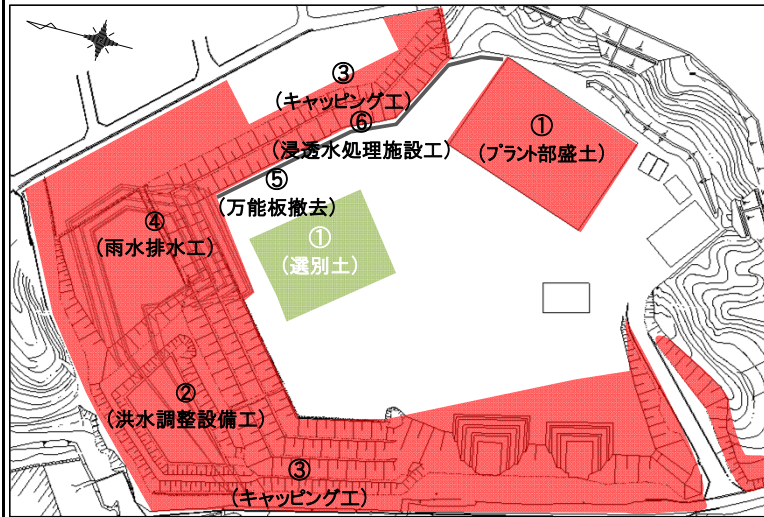 ③
(キャッピング工)
⑥
(浸透水処理施設工)
①
(プラント部盛土)
⑤
(万能板撤去)
①
(選別土)
④
(雨水排水工)
②
(洪水調整設備工)
③
(キャッピング工)